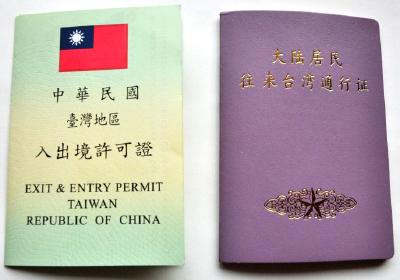 中華民國
臺灣地區
入出境許可證
EXIT & ENTRY PERMIT
TAIWAN
REPUBLIC OF CHINA
大陆居民
往来台湾通行证